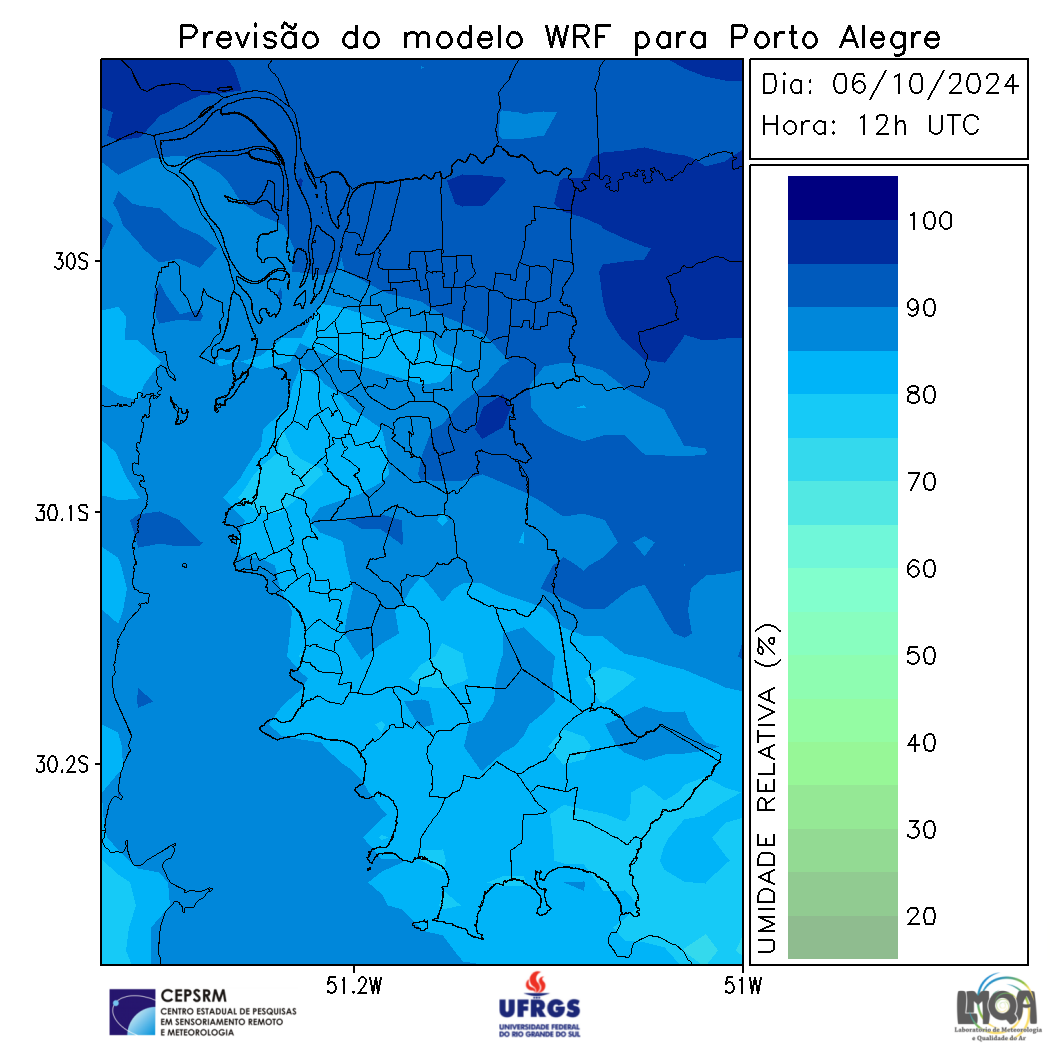 Previsão do modelo WRF para Porto Alegre
Dia: 06/10/2024
Hora: 12h UTC
30S
30.1S
30.2S
51.2W
51W
100
90
80
70
60
50
40
30
20
UMIDADE RELATIVA (%)
CEPSRM
CENTRO ESTADUAL DE PESQUISAS
EM SENSORIAMENTO REMOTO
E METEOROLOGIA
UFRGS
UNIVERSIDADE FEDERAL
DO RIO GRANDE DO SUL
LMQA
Laboratório de Meteorologia
e Qualidade do Ar